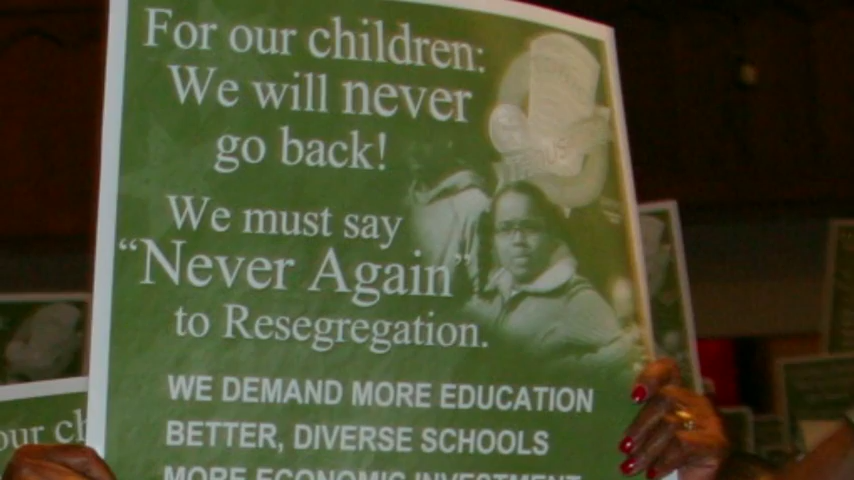 For our children:
We will never
go back!
We must say
“Never Again”
to Resegregation.
WE DEMAND MORE EDUCATION
BETTER, DIVERSE SCHOOLS
MORE ECONOMIC INVESTMENT
our ch